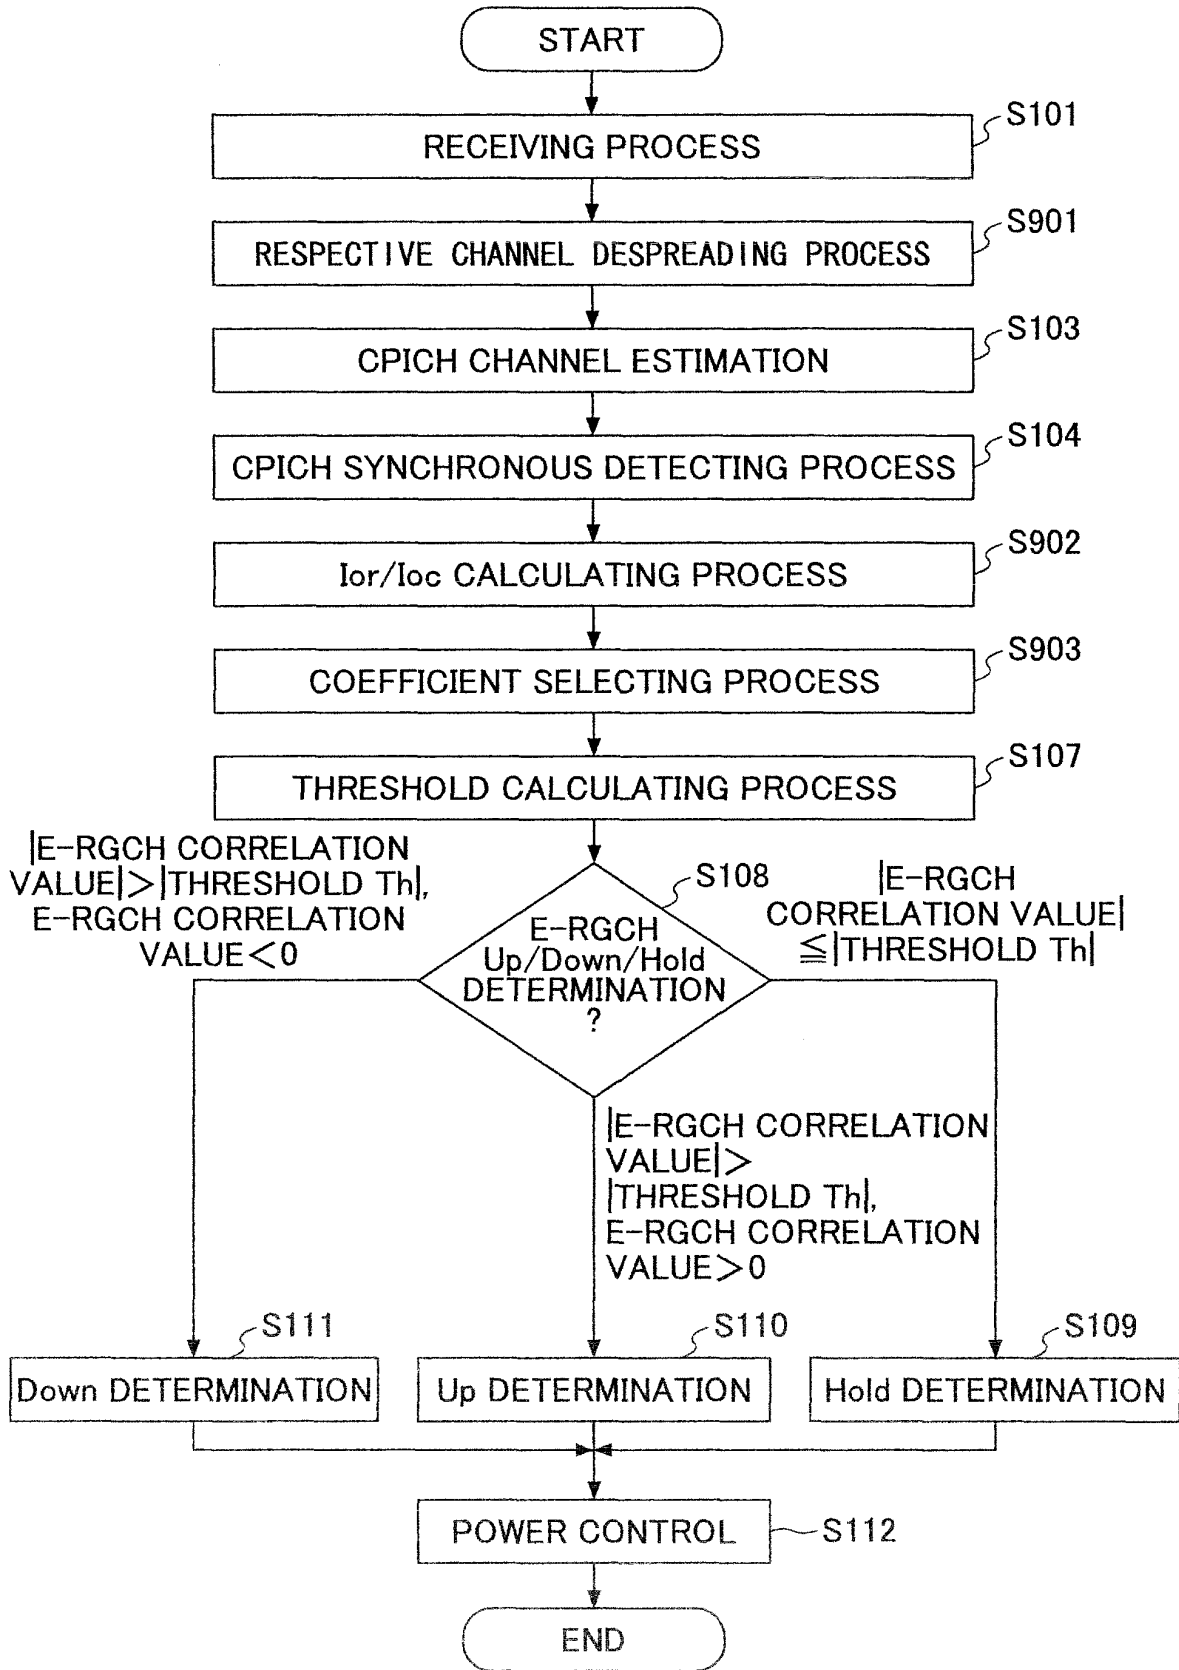 START
S101
RECEIVING PROCESS
S901
RESPECTIVE CHANNEL DESPREADING PROCESS
S103
CPICH CHANNEL ESTIMATION
S104
CPICH SYNCHRONOUS DETECTING PROCESS
S902
Ior/Ioc CALCULATING PROCESS
S903
COEFFICIENT SELECTING PROCESS
S107
THRESHOLD CALCULATING PROCESS
|E-RGCH CORRELATION
VALUE|>|THRESHOLD Th|,
E-RGCH CORRELATION
VALUE<0
S108
E-RGCH
Up/Down/Hold
DETERMINATION
?
|E-RGCH
CORRELATION VALUE|
≦|THRESHOLD Th|
|E-RGCH CORRELATION
VALUE|>
|THRESHOLD Th|,
E-RGCH CORRELATION
VALUE>0
S111
Down DETERMINATION
S110
Up DETERMINATION
S109
Hold DETERMINATION
POWER CONTROL
S112
END